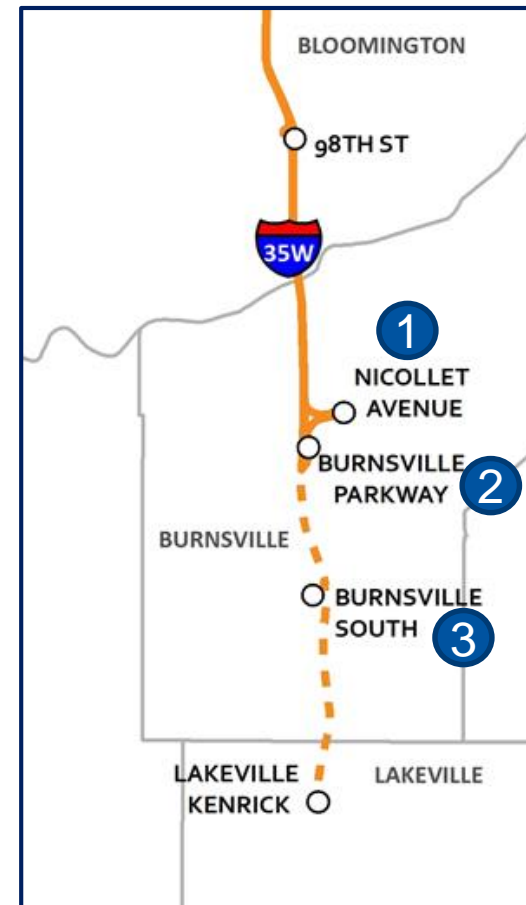 BLOOMINGTON
98TH ST
35W
1
NICOLLET
AVENUE
BURNSVILLE
PARKWAY
2
BURNSVILLE
BURNSVILLE
SOUTH
3
LAKEVILLE
KENRICK
LAKEVILLE